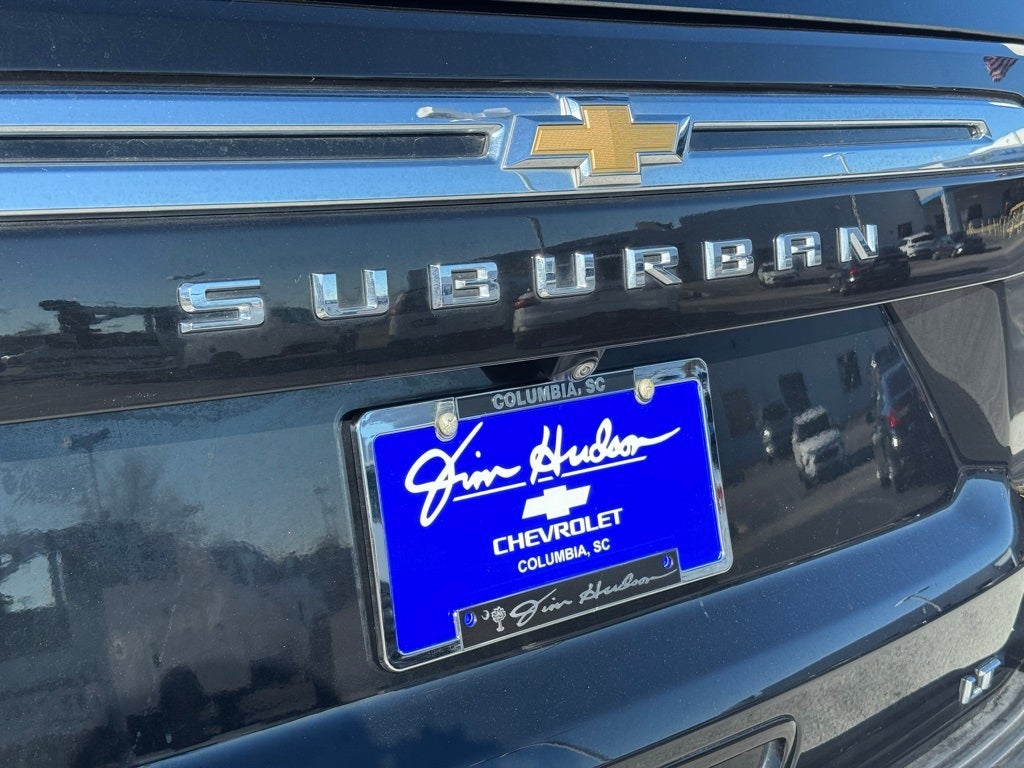 SUBURBAN
COLUMBIA, SC
Jim Hudson
CHEVROLET
COLUMBIA, SC
Jim Hudson
LT